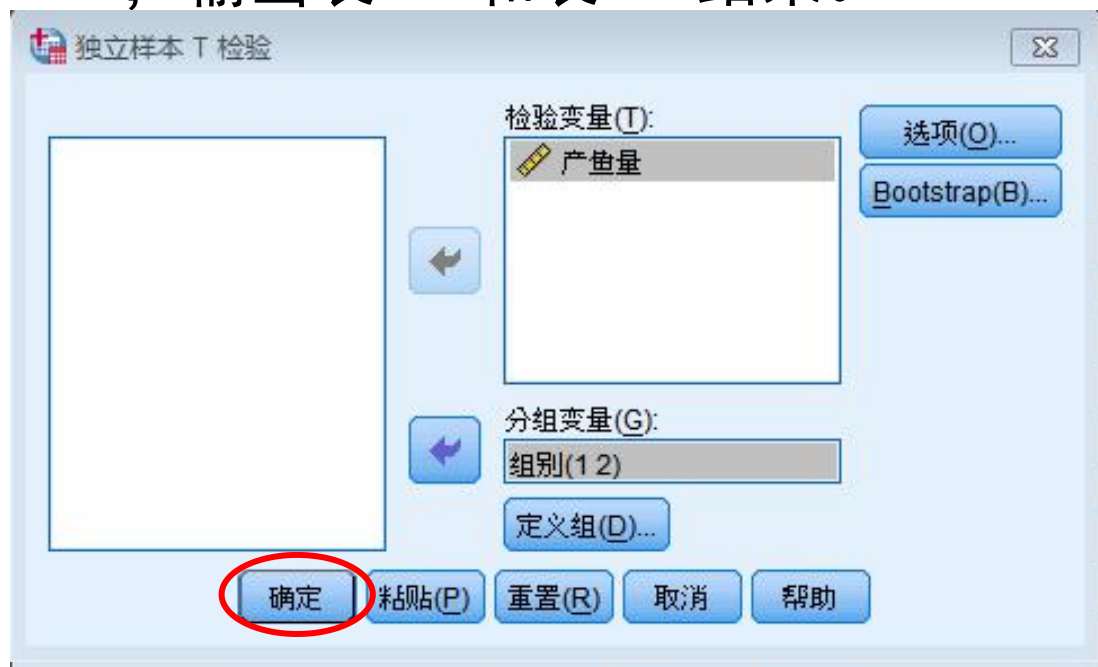 独立样本 T 检验
检验变量(T):
产鱼量
选项(O)...
Bootstrap(B)...
分组变量(G):
组别(1 2)
定义组(D)...
确定 粘贴(P) 重置(R) 取消 帮助